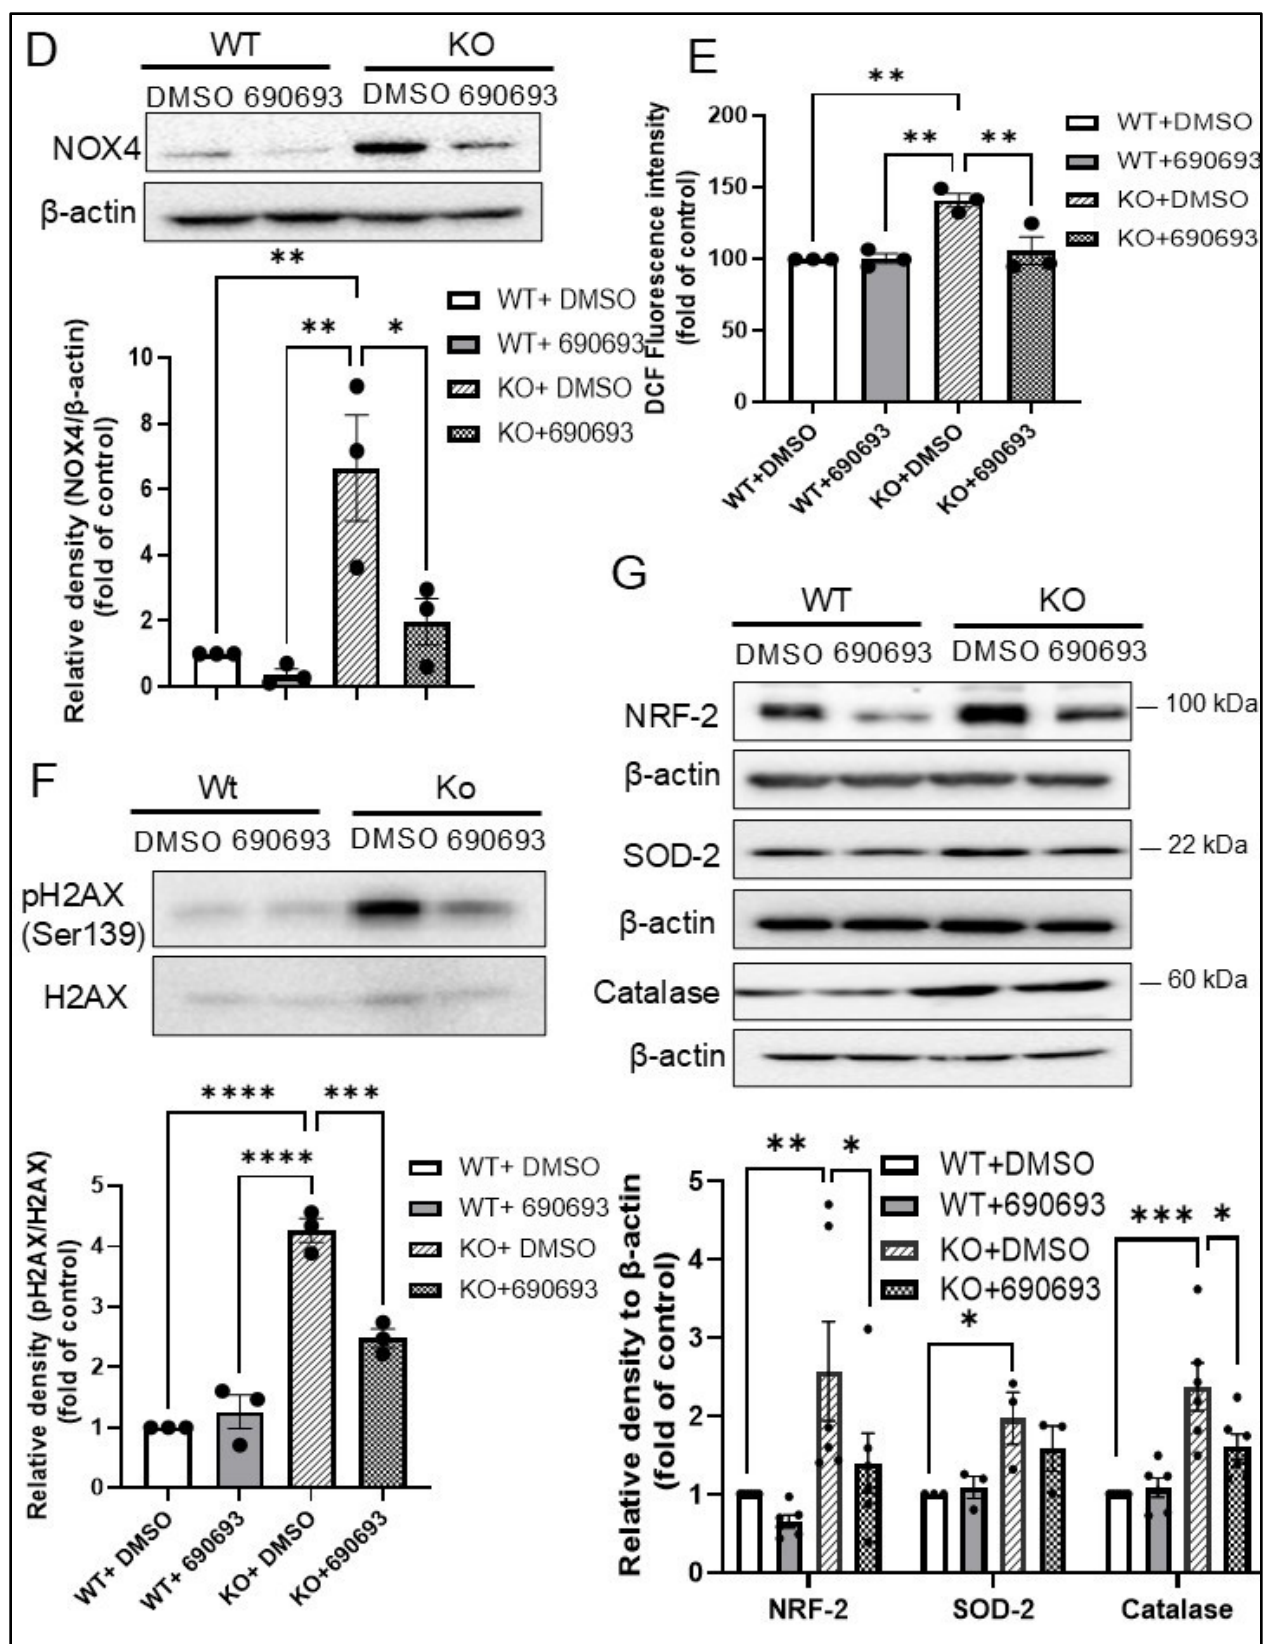 D
WT KO
DMSO 690693 DMSO 690693
NOX4
β-actin
**
** *
WT+ DMSO
WT+ 690693
KO+ DMSO
KO+690693
Relative density (NOX4/β-actin)
(fold of control)
10
8
6
4
2
0
E
**
** **
WT+DMSO
WT+690693
KO+DMSO
KO+690693
DCF Fluorescence intensity
(fold of control)
200
150
100
50
0
WT+DMSO
WT+690693
KO+DMSO
KO+690693
F
Wt Ko
DMSO 690693 DMSO 690693
pH2AX
(Ser139)
H2AX
**** ***
****
WT+ DMSO
WT+ 690693
KO+ DMSO
KO+690693
Relative density (pH2AX/H2AX)
(fold of control)
5
4
3
2
1
0
WT+ DMSO
WT+ 690693
KO+ DMSO
KO+690693
G
WT KO
DMSO 690693 DMSO 690693
NRF-2 — 100 kDa
β-actin
SOD-2 — 22 kDa
β-actin
Catalase — 60 kDa
β-actin
** *
*
*** *
WT+DMSO
WT+690693
KO+DMSO
KO+690693
Relative density to β-actin
(fold of control)
5
4
3
2
1
0
NRF-2 SOD-2 Catalase